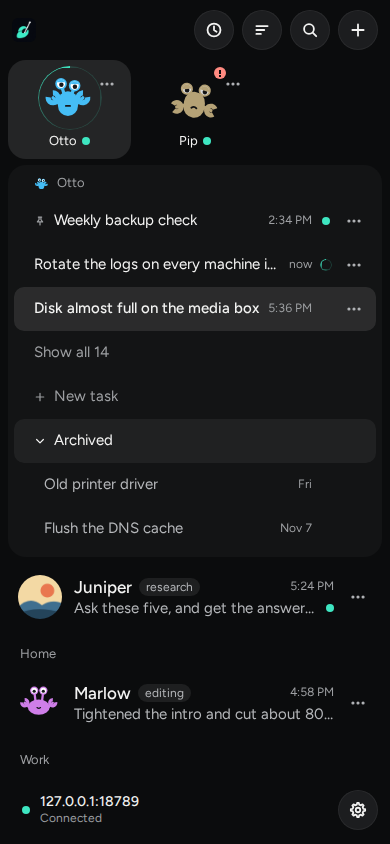 Otto
Pip
Otto
Weekly backup check 2:34 PM
Rotate the logs on every machine i... now
Disk almost full on the media box 5:36 PM
Show all 14
+ New task
Archived
Old printer driver Fri
Flush the DNS cache Nov 7
Juniper research 5:24 PM
Ask these five, and get the answer...
Home
Marlow editing 4:58 PM
Tightened the intro and cut about 80...
Work
127.0.0.1:18789
Connected